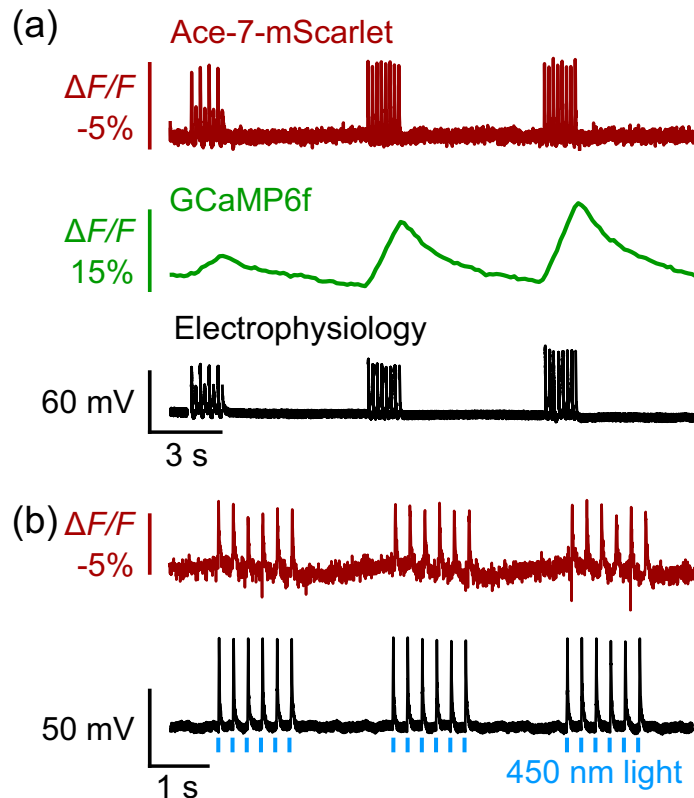 (a)
Ace-7-mScarlet
ΔF/F
-5%
GCaMP6f
ΔF/F
15%
Electrophysiology
60 mV
3 s
(b)
ΔF/F
-5%
50 mV
1 s
450 nm light